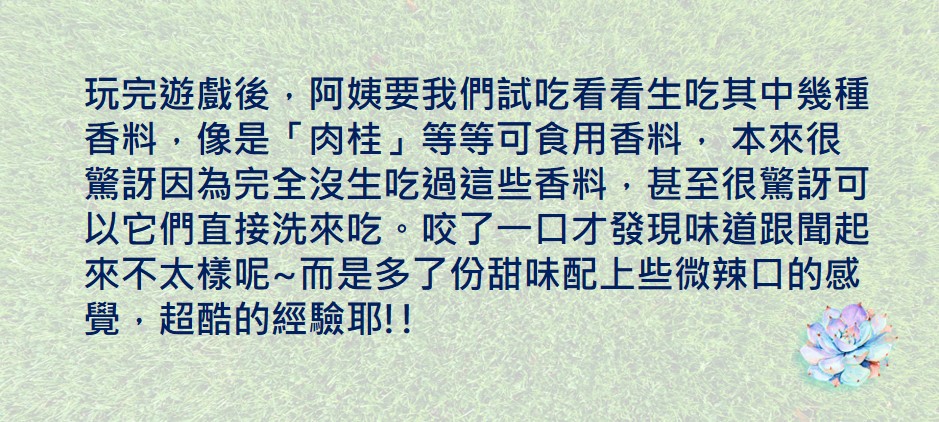 玩完遊戲後，阿姨要我們試吃看看生吃其中幾種
香料，像是「肉桂」等等可食用香料， 本來很
驚訝因為完全沒生吃過這些香料，甚至很驚訝可
以它們直接洗來吃。咬了一口才發現味道跟聞起
來不太樣呢~而是多了份甜味配上些微辣口的感
覺，超酷的經驗耶!!